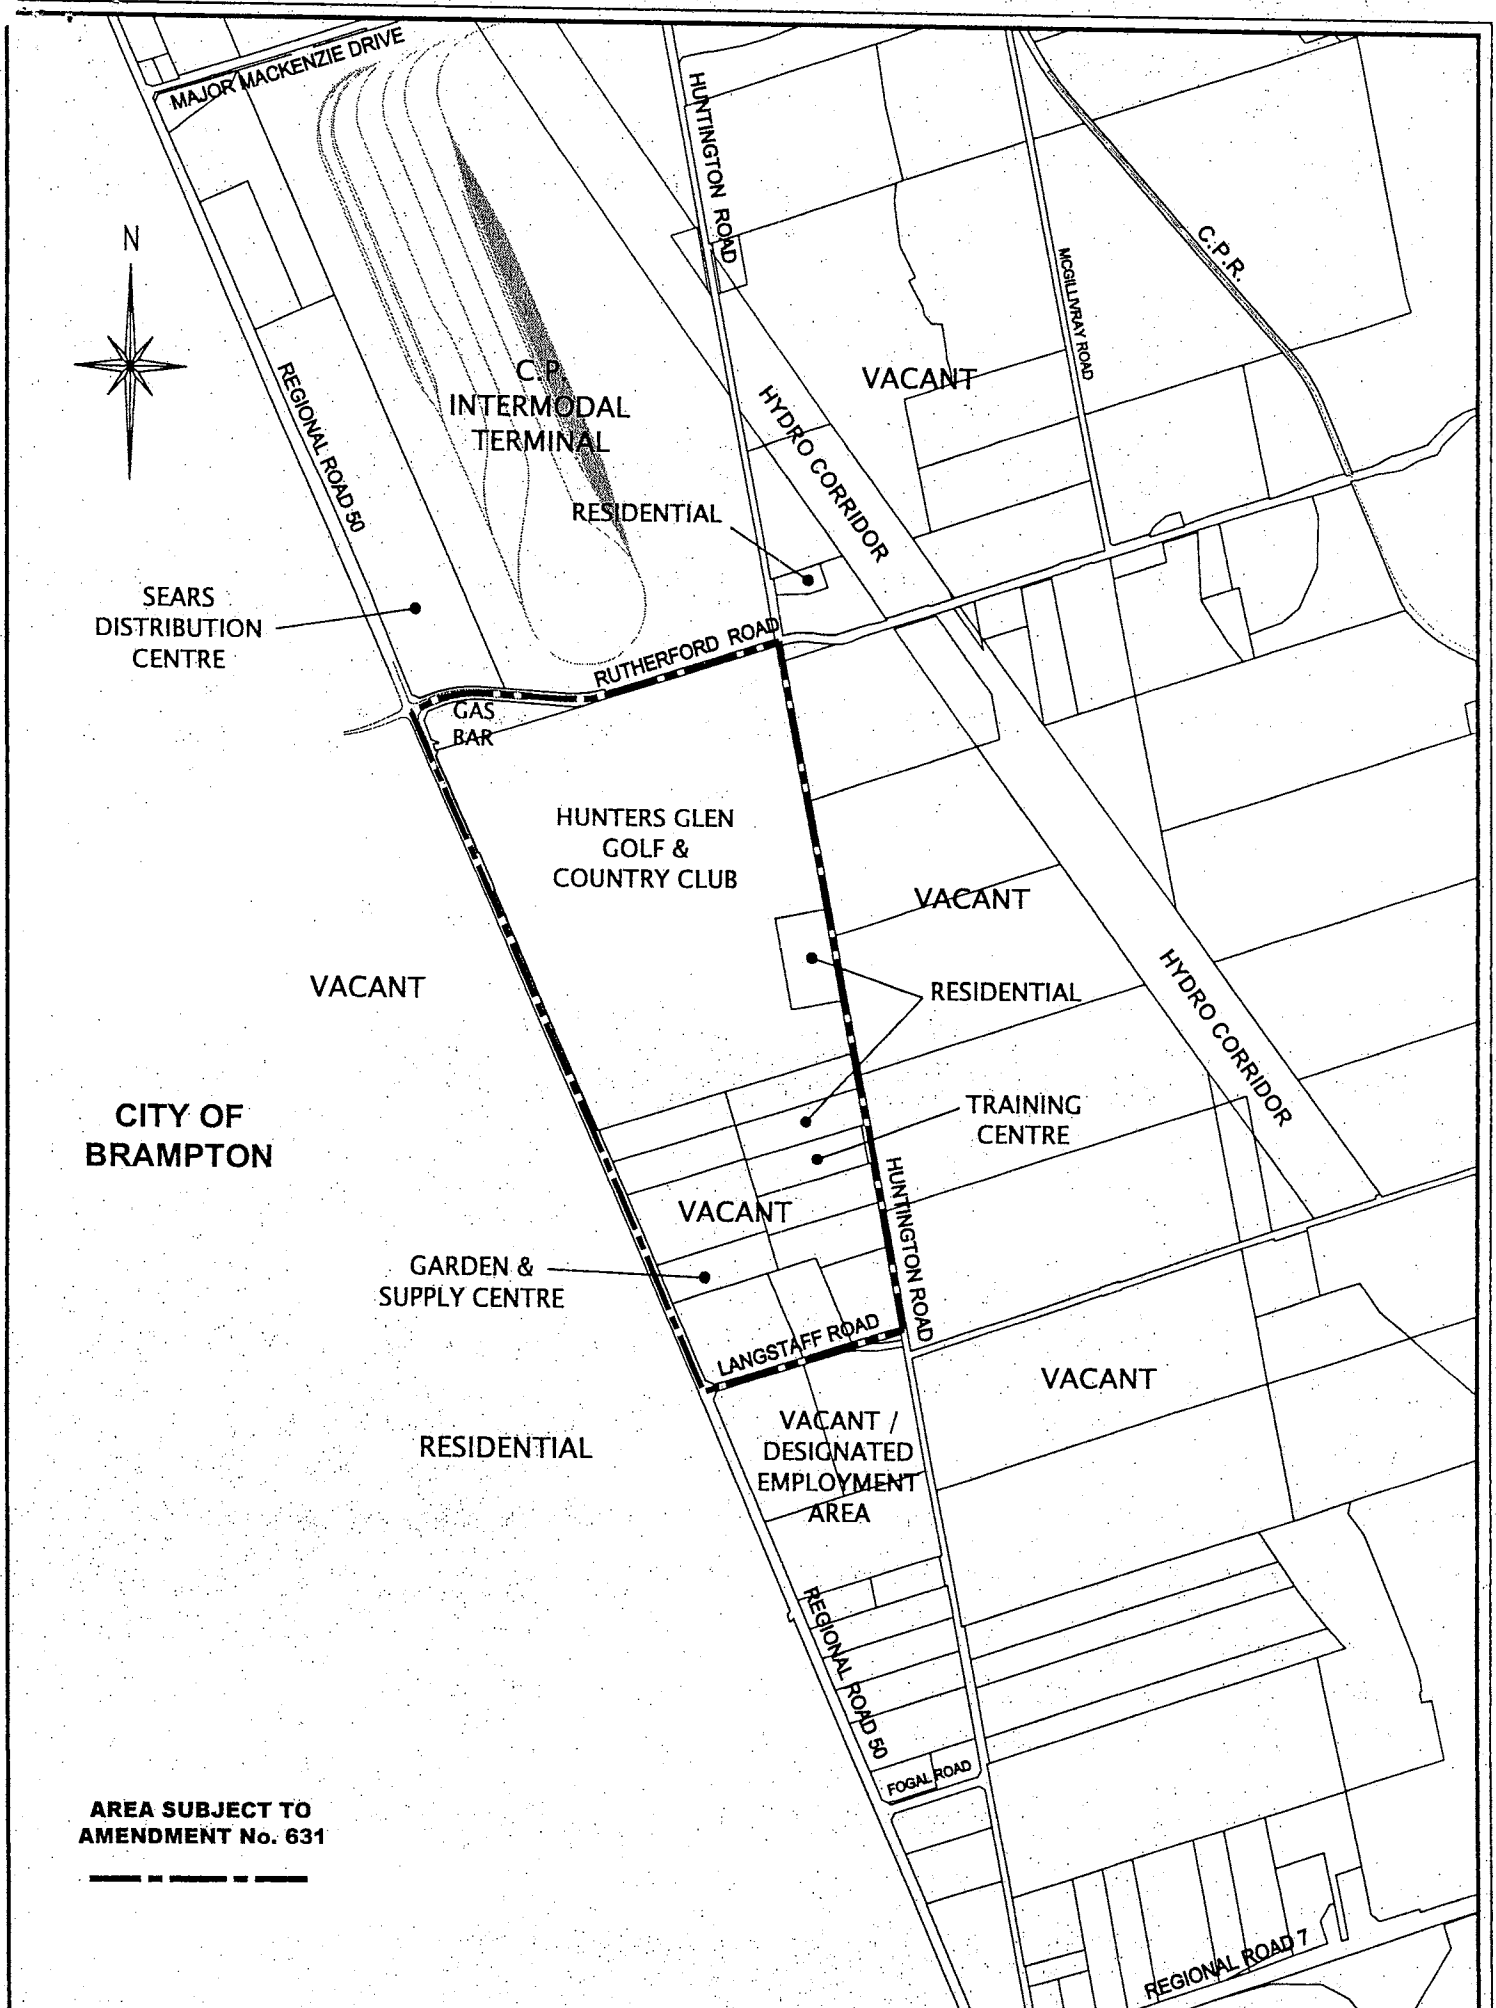 MAJOR MACKENZIE DRIVE
HUNTINGTON ROAD
N
C.P.R.
MCGILLIVRAY ROAD
REGIONAL ROAD 50
C.P.
INTERMODAL
TERMINAL
VACANT
HYDRO CORRIDOR
RESIDENTIAL
SEARS
DISTRIBUTION
CENTRE
RUTHERFORD ROAD
GAS
BAR
HUNTERS GLEN
GOLF &
COUNTRY CLUB
VACANT
VACANT
RESIDENTIAL
HYDRO CORRIDOR
CITY OF
BRAMPTON
TRAINING
CENTRE
VACANT
HUNTINGTON ROAD
GARDEN &
SUPPLY CENTRE
LANGSTAFF ROAD
VACANT
RESIDENTIAL
VACANT /
DESIGNATED
EMPLOYMENT
AREA
REGIONAL ROAD 50
FOGAL ROAD
AREA SUBJECT TO
AMENDMENT No. 631
REGIONAL ROAD 7